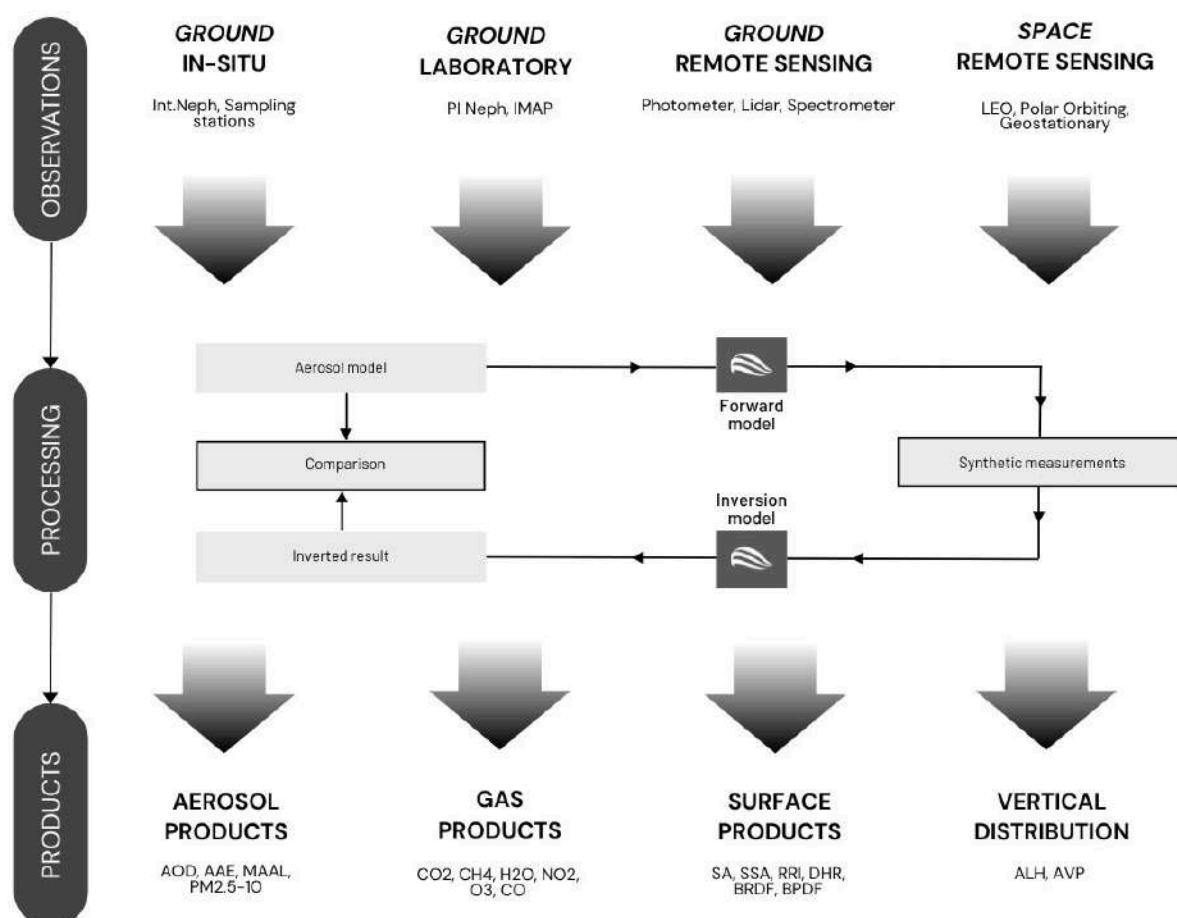 OBSERVATIONS
GROUND
IN-SITU
Int.Neph, Sampling
stations
GROUND
LABORATORY
PI Neph, IMAP
GROUND
REMOTE SENSING
Photometer, Lidar, Spectrometer
SPACE
REMOTE SENSING
LEO, Polar Orbiting,
Geostationary
PROCESSING
Aerosol model
Forward
model
Comparison
Synthetic measurements
Inversion
model
Inverted result
PRODUCTS
AEROSOL
PRODUCTS
AOD, AAE, MAAL,
PM2.5-10
GAS
PRODUCTS
CO2, CH4, H2O, NO2,
O3, CO
SURFACE
PRODUCTS
SA, SSA, RRI, DHR,
BRDF, BPDF
VERTICAL
DISTRIBUTION
ALH, AVP